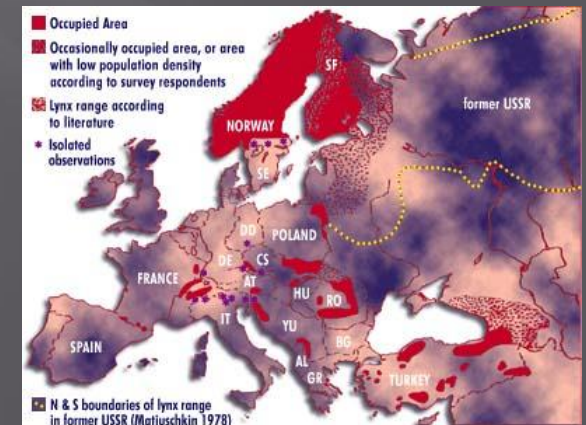 Occupied Area
Occasionally occupied area, or area
with low population density
according to survey respondents
Lynx range according
to literature
Isolated
observations
SF
former USSR
NORWAY
SE
DD
POLAND
DE
CS
FRANCE
AT
HU
RO
IT
YU
SPAIN
BG
AL
GR
TURKEY
N & S boundaries of lynx range
in former USSR (Matiuschkin 1978)